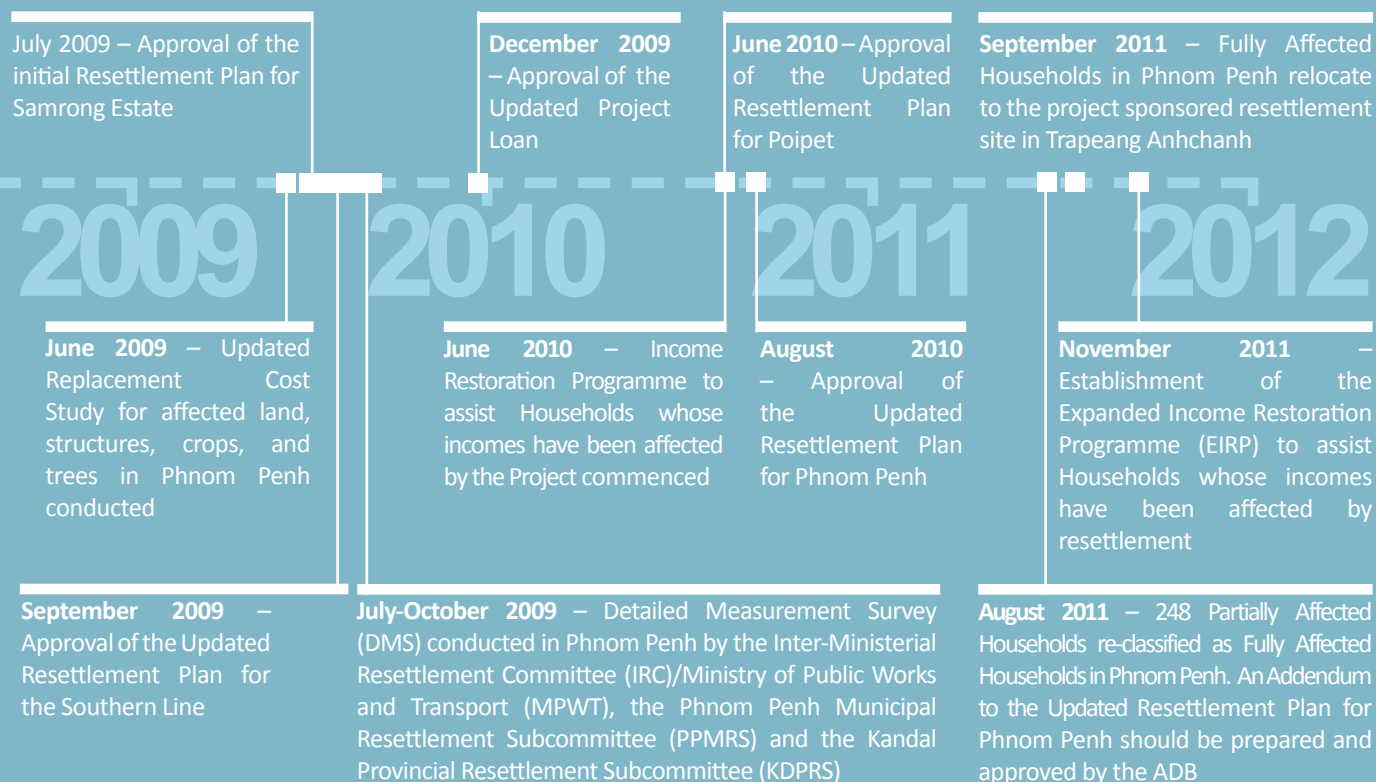 July 2009 – Approval of the
initial Resettlement Plan for
Samrong Estate
December 2009
– Approval of the
Updated Project
Loan
June 2010 – Approval
of the Updated
Resettlement Plan
for Poipet
September 2011 – Fully Affected
Households in Phnom Penh relocate
to the project sponsored resettlement
site in Trapeang Anhchanh
2009
2010
2011
2012
June 2009 – Updated
Replacement Cost
Study for affected land,
structures, crops, and
trees in Phnom Penh
conducted
June 2010 – Income
Restoration Programme to
assist Households whose
incomes have been affected
by the Project commenced
August 2010
– Approval of
the Updated
Resettlement Plan
for Phnom Penh
November 2011 –
Establishment of the
Expanded Income Restoration
Programme (EIRP) to assist
Households whose incomes
have been affected by
resettlement
September 2009 –
Approval of the Updated
Resettlement Plan for
the Southern Line
July-October 2009 – Detailed Measurement Survey
(DMS) conducted in Phnom Penh by the Inter-Ministerial
Resettlement Committee (IRC)/Ministry of Public Works
and Transport (MPWT), the Phnom Penh Municipal
Resettlement Subcommittee (PPMRS) and the Kandal
Provincial Resettlement Subcommittee (KDPRS)
August 2011 – 248 Partially Affected
Households re-classified as Fully Affected
Households in Phnom Penh. An Addendum
to the Updated Resettlement Plan for
Phnom Penh should be prepared and
approved by the ADB